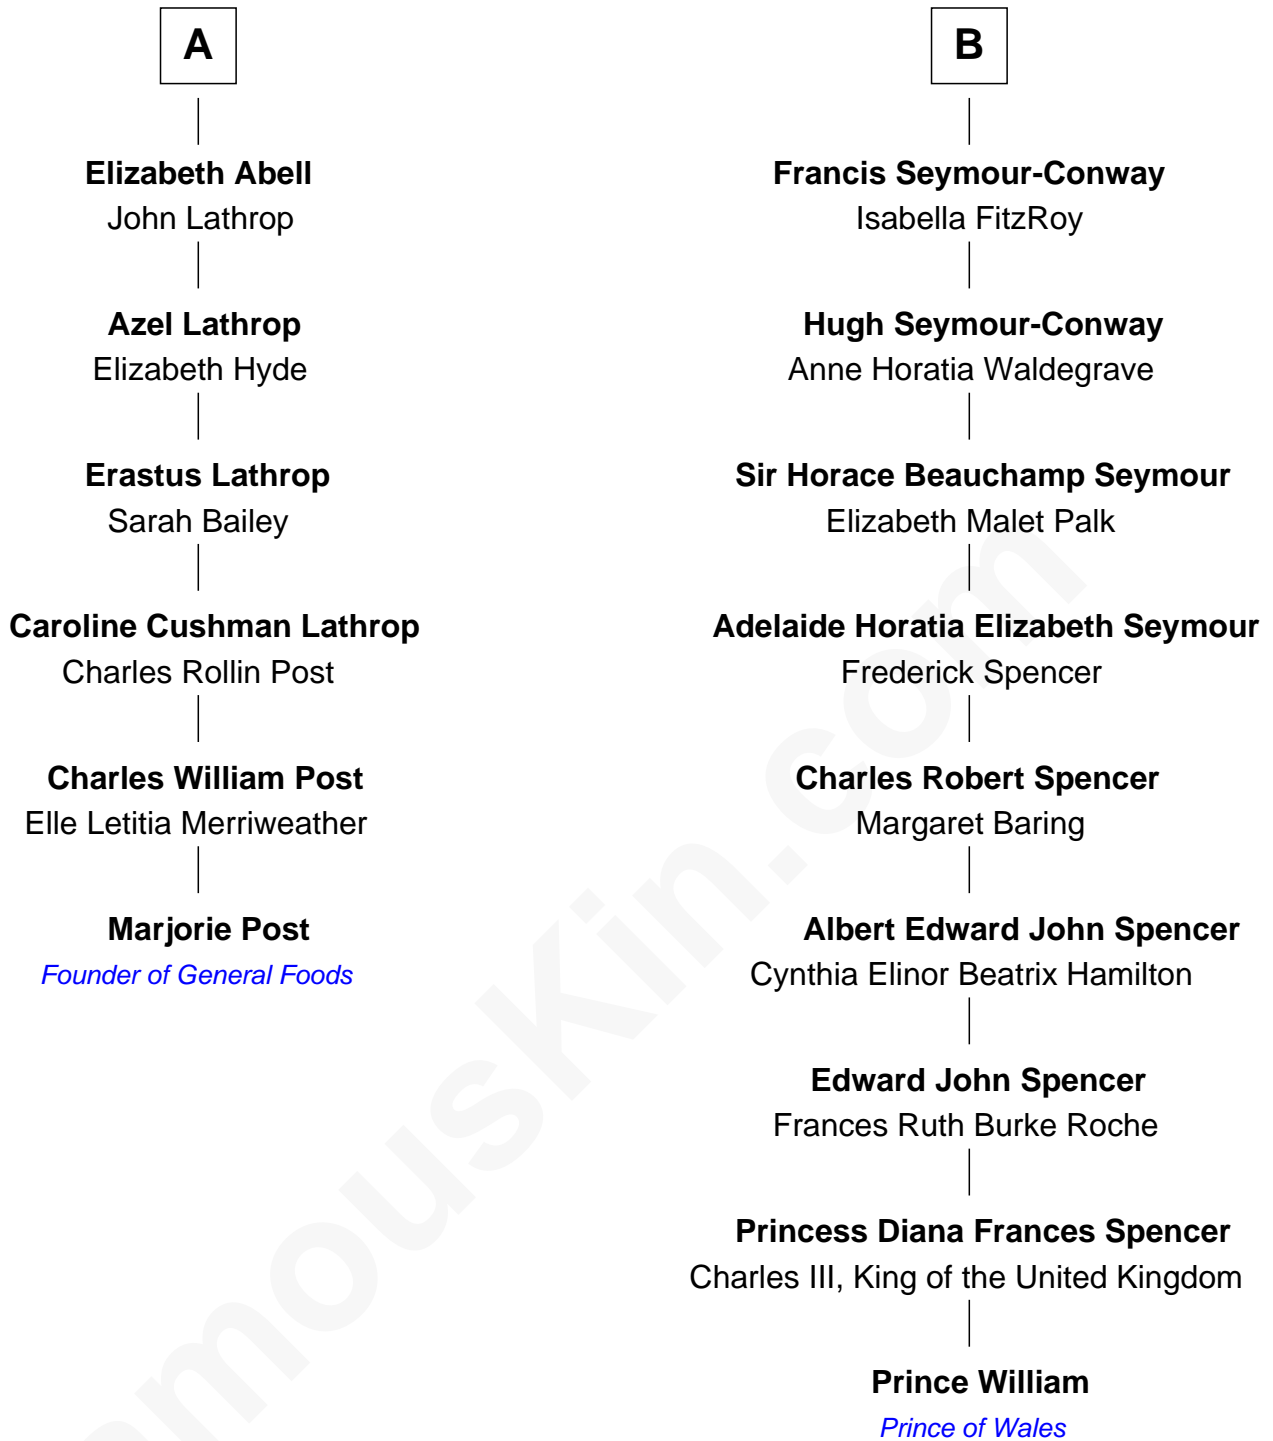 A
Elizabeth Abell
John Lathrop
Azel Lathrop
Elizabeth Hyde
Erastus Lathrop
Sarah Bailey
Caroline Cushman Lathrop
Charles Rollin Post
Charles William Post
Elle Letitia Merriweather
Marjorie Post
Founder of General Foods
B
Francis Seymour-Conway
Isabella FitzRoy
Hugh Seymour-Conway
Anne Horatia Waldegrave
Sir Horace Beauchamp Seymour
Elizabeth Malet Palk
Adelaide Horatia Elizabeth Seymour
Frederick Spencer
Charles Robert Spencer
Margaret Baring
Albert Edward John Spencer
Cynthia Elinor Beatrix Hamilton
Edward John Spencer
Frances Ruth Burke Roche
Princess Diana Frances Spencer
Charles III, King of the United Kingdom
Prince William
Prince of Wales
amouskin.com